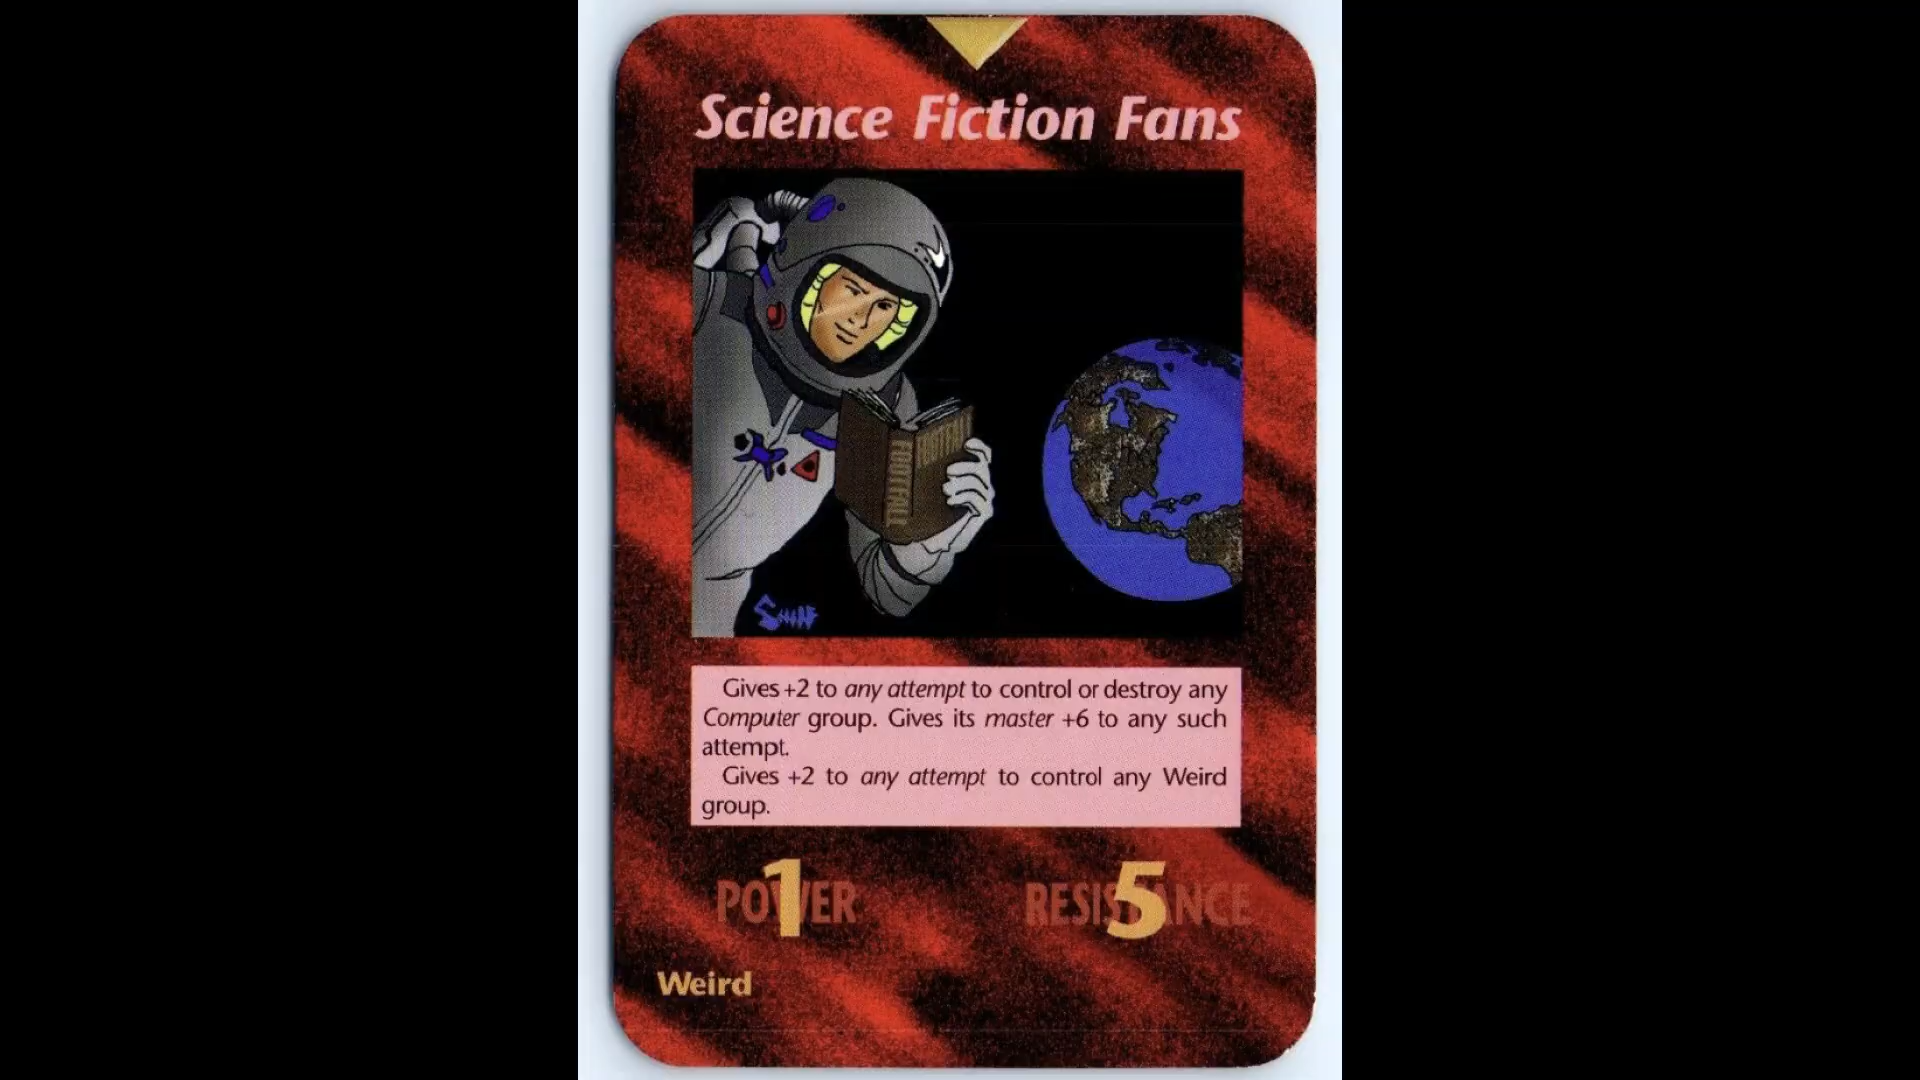 Science Fiction Fans
FOOTFALL
Gives +2 to any attempt to control or destroy any
Computer group. Gives its master +6 to any such
attempt.
Gives +2 to any attempt to control any Weird
group.
POWER 1
RESISTANCE 5
Weird